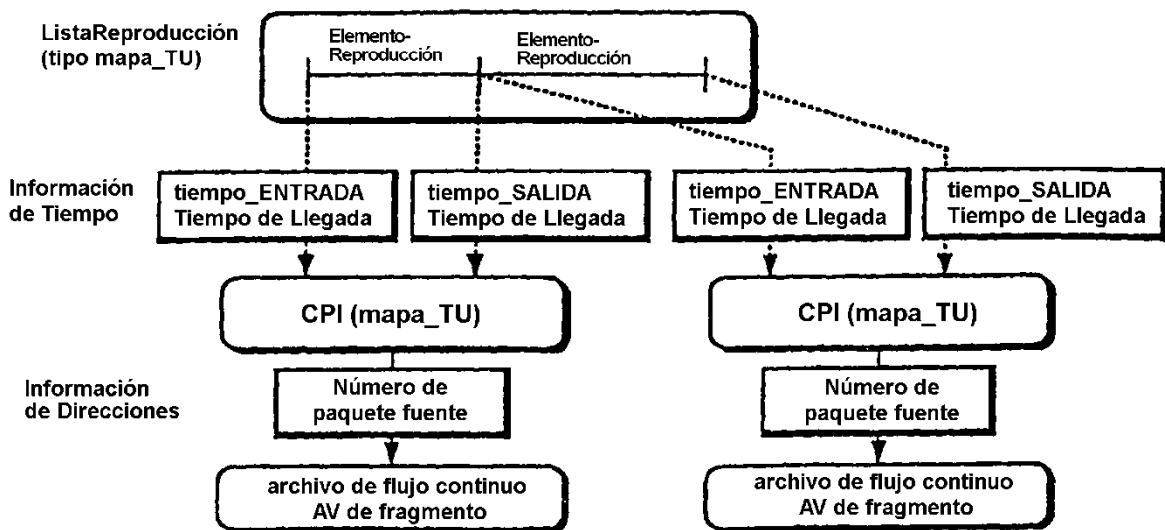 ListaReproducción
(tipo mapa_TU)
Elemento-
Reproducción
Elemento-
Reproducción
Información
de Tiempo
tiempo_ENTRADA
Tiempo de Llegada
tiempo_SALIDA
Tiempo de Llegada
tiempo_ENTRADA
Tiempo de Llegada
tiempo_SALIDA
Tiempo de Llegada
CPI (mapa_TU)
CPI (mapa_TU)
Información
de Direcciones
Número de
paquete fuente
Número de
paquete fuente
archivo de flujo continuo
AV de fragmento
archivo de flujo continuo
AV de fragmento